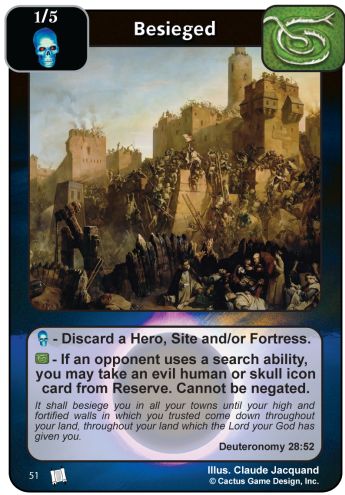 1/5
Besieged
- Discard a Hero, Site and/or Fortress.
- If an opponent uses a search ability,
you may take an evil human or skull icon
card from Reserve. Cannot be negated.
It shall besiege you in all your towns until your high and
fortified walls in which you trusted come down throughout
your land, throughout your land which the Lord your God has
given you.
Deuteronomy 28:52
51
Illus. Claude Jacquand
© Cactus Game Design, Inc.